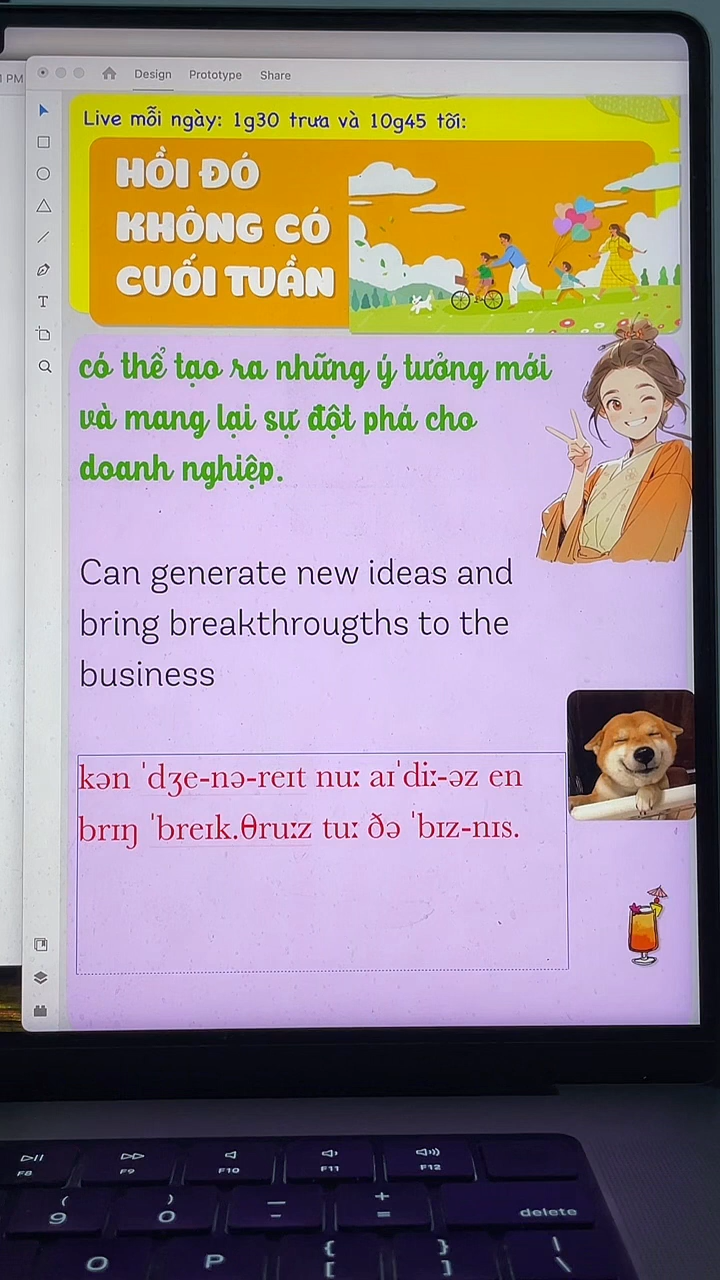 1 PM
Design Prototype Share
Live mỗi ngày: 1g30 trưa và 10g45 tối:
HỒI ĐÓ
KHÔNG CÓ
CUỐI TUẦN
có thể tạo ra những ý tưởng mới
và mang lại sự đột phá cho
doanh nghiệp.
Can generate new ideas and
bring breakthrougths to the
business
kən ˈdʒe-nə-reɪt nuː aɪˈdiː-əz en
brɪŋ ˈbreɪk.θruːz tuː ðə ˈbɪz-nɪs.
T
F8 F9 F10 F11 F12
( ) — +
9 0 - = delete
{ } |
O P [ ] \